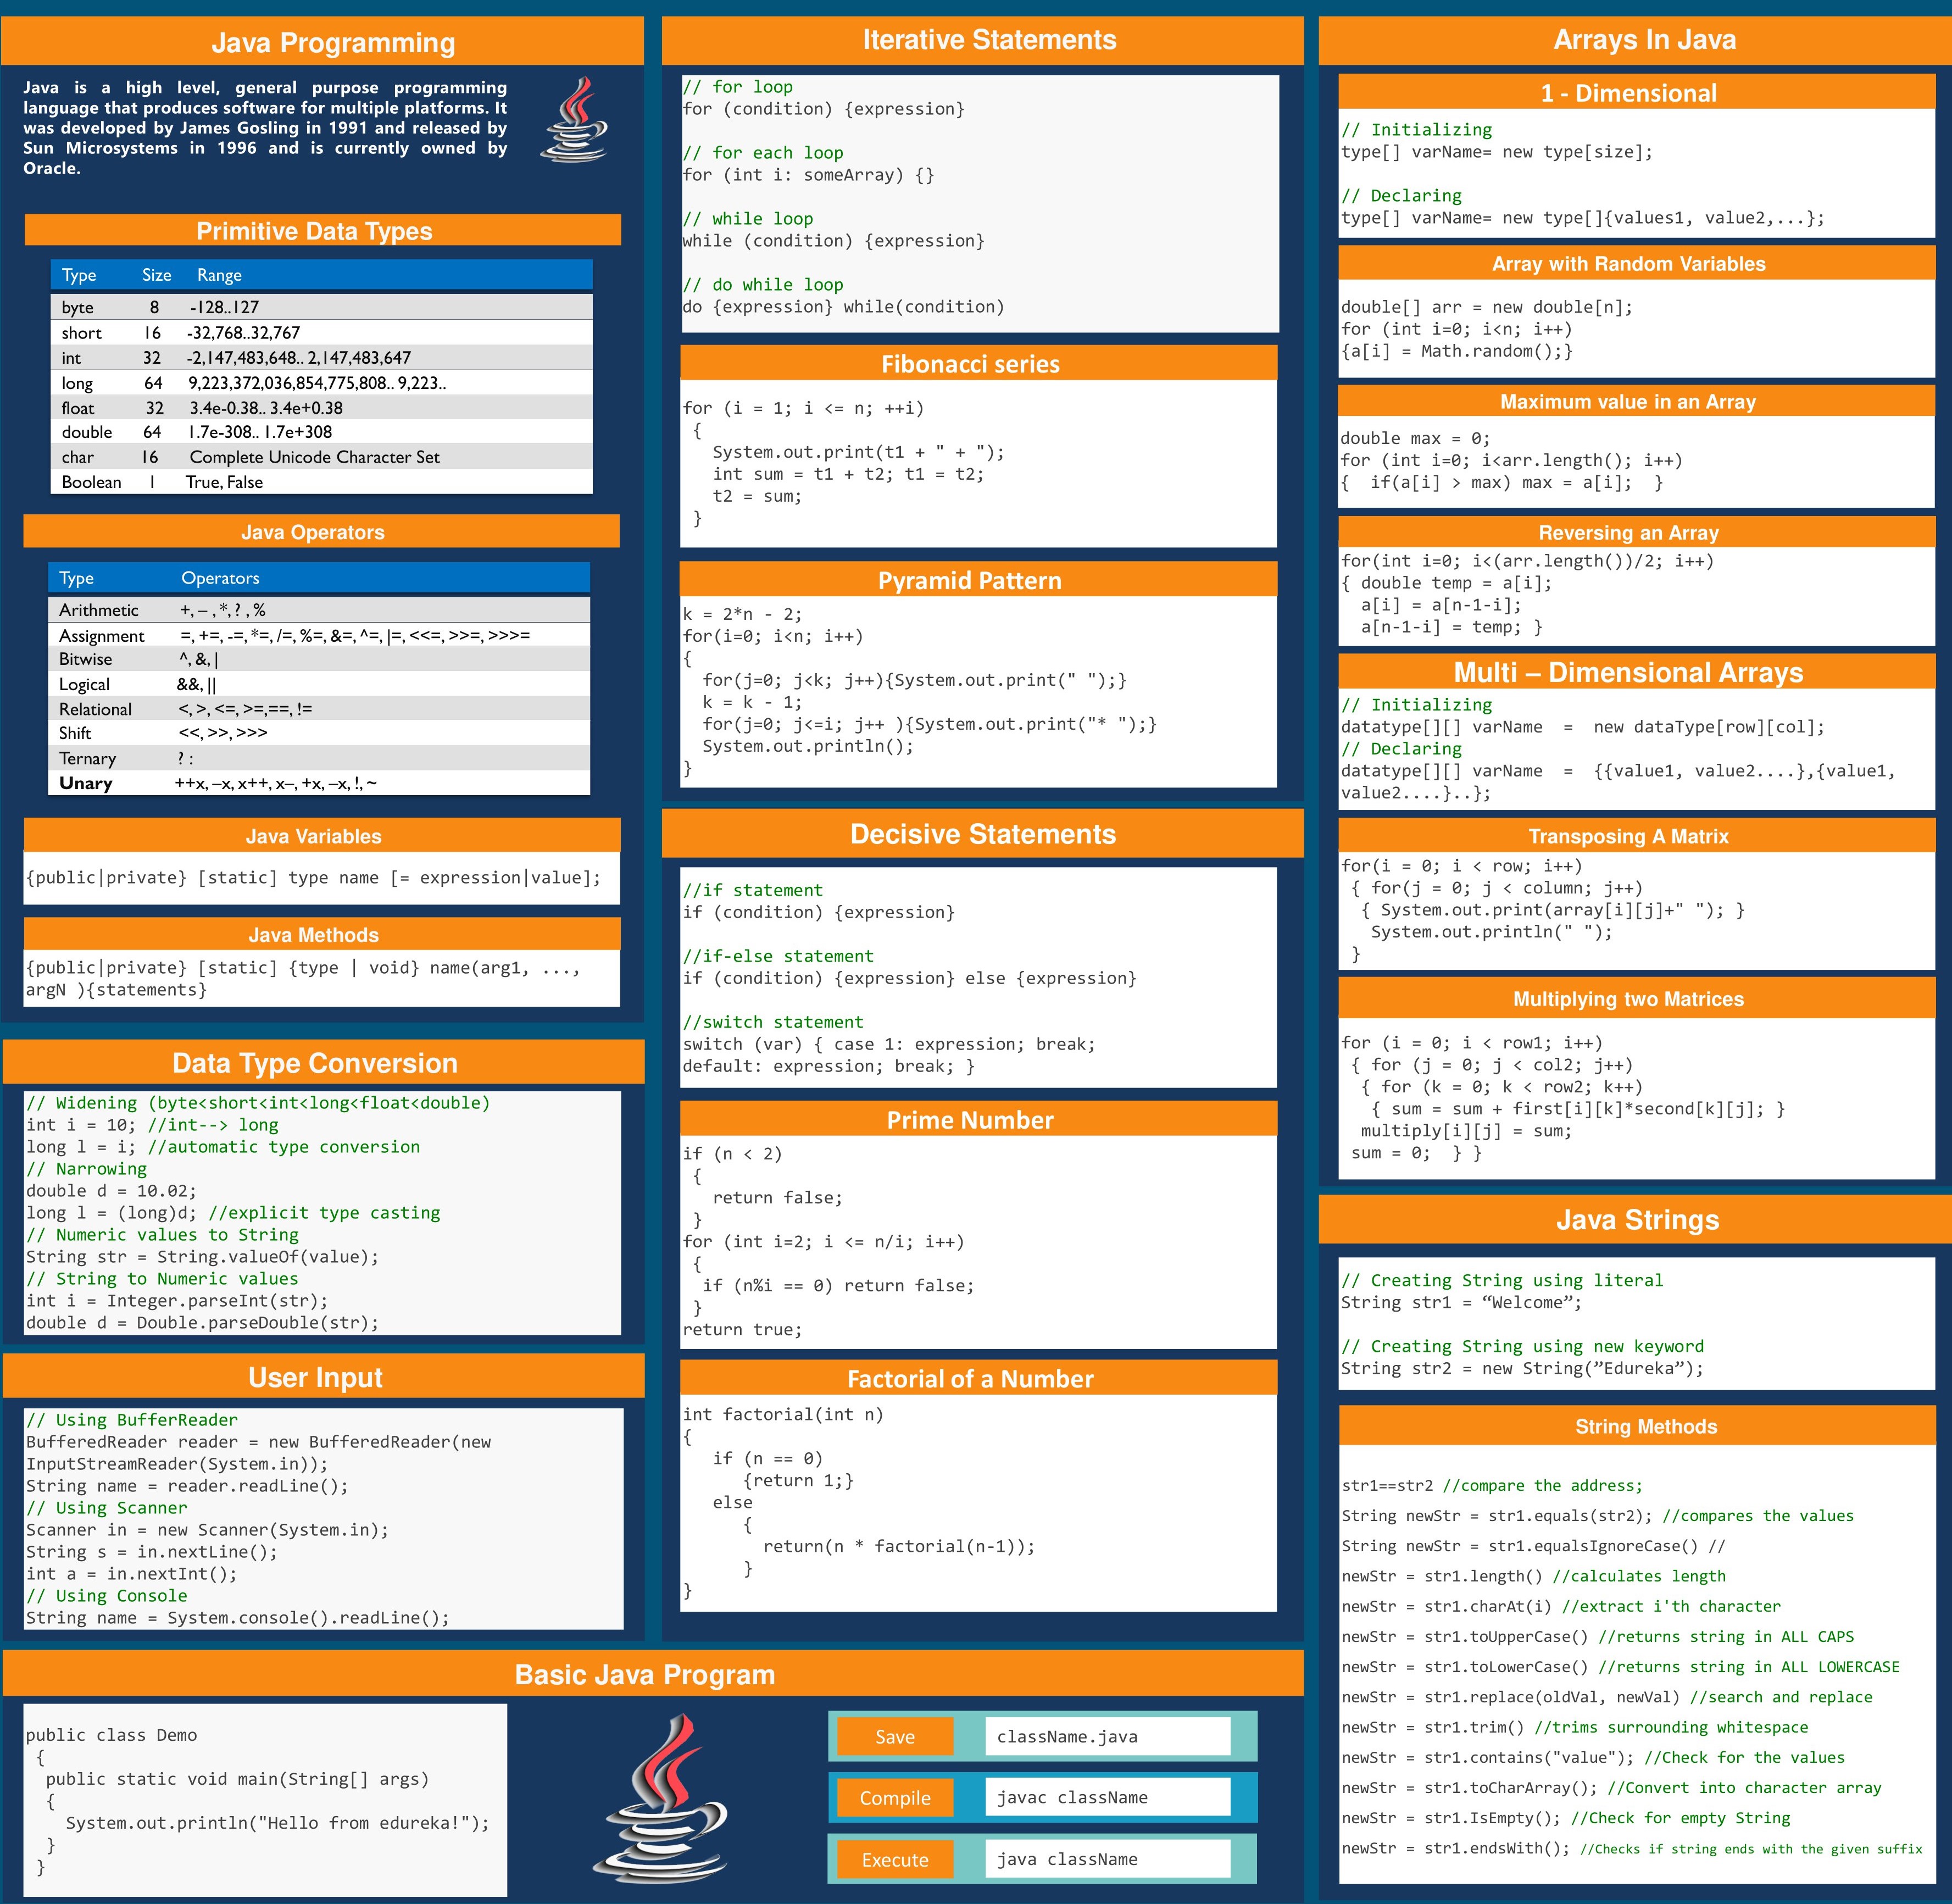 Java Programming
Java is a high level, general purpose programming
language that produces software for multiple platforms. It
was developed by James Gosling in 1991 and released by
Sun Microsystems in 1996 and is currently owned by
Oracle.
Primitive Data Types
Type Size Range
byte 8 -128..127
short 16 -32,768..32,767
int 32 -2,147,483,648.. 2,147,483,647
long 64 9,223,372,036,854,775,808.. 9,223..
float 32 3.4e-0.38.. 3.4e+0.38
double 64 1.7e-308.. 1.7e+308
char 16 Complete Unicode Character Set
Boolean 1 True, False
Java Operators
Type Operators
Arithmetic +, – , *, ? , %
Assignment =, +=, -=, *=, /=, %=, &=, ^=, |=, <<=, >>=, >>>=
Bitwise ^, &, |
Logical &&, ||
Relational <, >, <=, >=,==, !=
Shift <<, >>, >>>
Ternary ? :
Unary ++x, –x, x++, x–, +x, –x, !, ~
Java Variables
{public|private} [static] type name [= expression|value];
Java Methods
{public|private} [static] {type | void} name(arg1, ...,
argN ){statements}
Data Type Conversion
// Widening (byte<short<int<long<float<double)
int i = 10; //int--> long
long l = i; //automatic type conversion
// Narrowing
double d = 10.02;
long l = (long)d; //explicit type casting
// Numeric values to String
String str = String.valueOf(value);
// String to Numeric values
int i = Integer.parseInt(str);
double d = Double.parseDouble(str);
User Input
// Using BufferReader
BufferedReader reader = new BufferedReader(new
InputStreamReader(System.in));
String name = reader.readLine();
// Using Scanner
Scanner in = new Scanner(System.in);
String s = in.nextLine();
int a = in.nextInt();
// Using Console
String name = System.console().readLine();
Iterative Statements
// for loop
for (condition) {expression}
// for each loop
for (int i: someArray) {}
// while loop
while (condition) {expression}
// do while loop
do {expression} while(condition)
Fibonacci series
for (i = 1; i <= n; ++i)
{
System.out.print(t1 + " + ");
int sum = t1 + t2; t1 = t2;
t2 = sum;
}
Pyramid Pattern
k = 2*n - 2;
for(i=0; i<n; i++)
{
for(j=0; j<k; j++){System.out.print(" ");}
k = k - 1;
for(j=0; j<=i; j++ ){System.out.print("* ");}
System.out.println();
}
Decisive Statements
//if statement
if (condition) {expression}
//if-else statement
if (condition) {expression} else {expression}
//switch statement
switch (var) { case 1: expression; break;
default: expression; break; }
Prime Number
if (n < 2)
{
return false;
}
for (int i=2; i <= n/i; i++)
{
if (n%i == 0) return false;
}
return true;
Factorial of a Number
int factorial(int n)
{
if (n == 0)
{return 1;}
else
{
return(n * factorial(n-1));
}
}
Basic Java Program
public class Demo
{
public static void main(String[] args)
{
System.out.println("Hello from edureka!");
}
}
Save className.java
Compile javac className
Execute java className
Arrays In Java
1 - Dimensional
// Initializing
type[] varName= new type[size];
// Declaring
type[] varName= new type[]{values1, value2,...};
Array with Random Variables
double[] arr = new double[n];
for (int i=0; i<n; i++)
{a[i] = Math.random();}
Maximum value in an Array
double max = 0;
for (int i=0; i<arr.length(); i++)
{ if(a[i] > max) max = a[i]; }
Reversing an Array
for(int i=0; i<(arr.length())/2; i++)
{ double temp = a[i];
a[i] = a[n-1-i];
a[n-1-i] = temp; }
Multi – Dimensional Arrays
// Initializing
datatype[][] varName = new dataType[row][col];
// Declaring
datatype[][] varName = {{value1, value2....},{value1,
value2....}..};
Transposing A Matrix
for(i = 0; i < row; i++)
{ for(j = 0; j < column; j++)
{ System.out.print(array[i][j]+" "); }
System.out.println(" ");
}
Multiplying two Matrices
for (i = 0; i < row1; i++)
{ for (j = 0; j < col2; j++)
{ for (k = 0; k < row2; k++)
{ sum = sum + first[i][k]*second[k][j]; }
multiply[i][j] = sum;
sum = 0; } }
Java Strings
// Creating String using literal
String str1 = “Welcome”;
// Creating String using new keyword
String str2 = new String(”Edureka”);
String Methods
str1==str2 //compare the address;
String newStr = str1.equals(str2); //compares the values
String newStr = str1.equalsIgnoreCase() //
newStr = str1.length() //calculates length
newStr = str1.charAt(i) //extract i'th character
newStr = str1.toUpperCase() //returns string in ALL CAPS
newStr = str1.toLowerCase() //returns string in ALL LOWERCASE
newStr = str1.replace(oldVal, newVal) //search and replace
newStr = str1.trim() //trims surrounding whitespace
newStr = str1.contains("value"); //Check for the values
newStr = str1.toCharArray(); //Convert into character array
newStr = str1.IsEmpty(); //Check for empty String
newStr = str1.endsWith(); //Checks if string ends with the given suffix